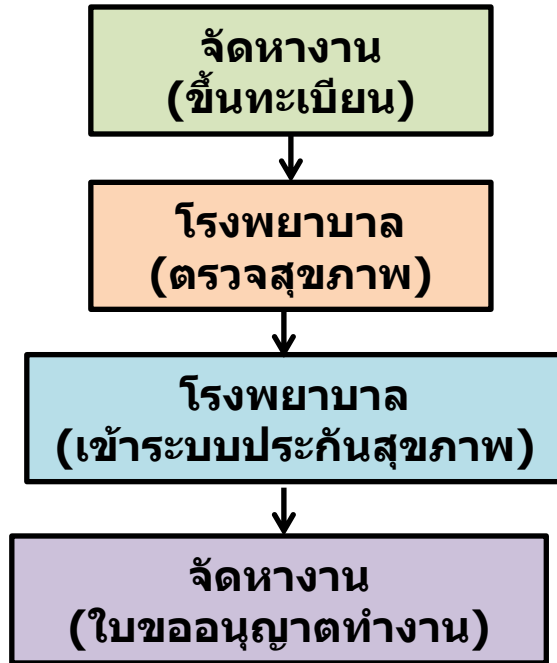 จัดหางาน
(ขึ้นทะเบียน)
โรงพยาบาล
(ตรวจสุขภาพ)
โรงพยาบาล
(เข้าระบบประกันสุขภาพ)
จัดหางาน
(ใบขออนุญาตทำงาน)